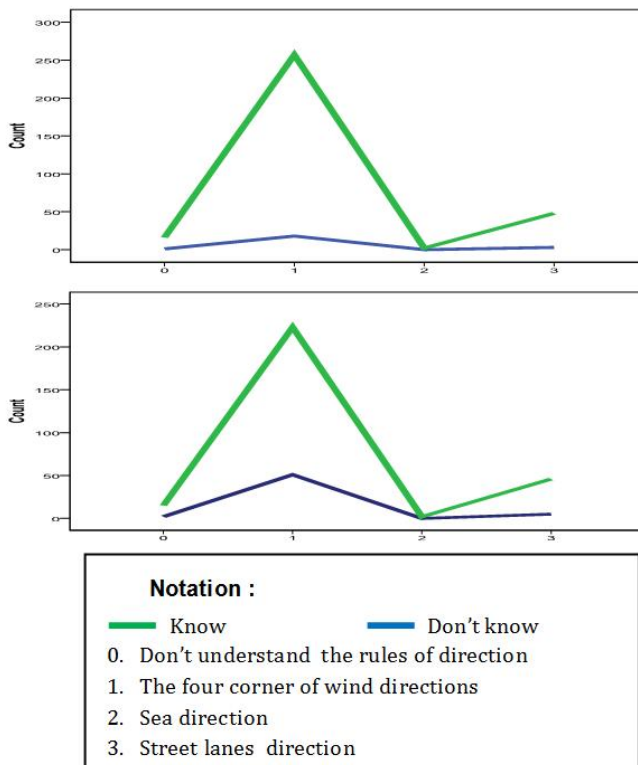 300
250
200
150
100
50
0
Count
0 1 2 3
250
200
150
100
50
0
Count
0 1 2 3
Notation :
Know Don't know
0. Don't understand the rules of direction
1. The four corner of wind directions
2. Sea direction
3. Street lanes direction